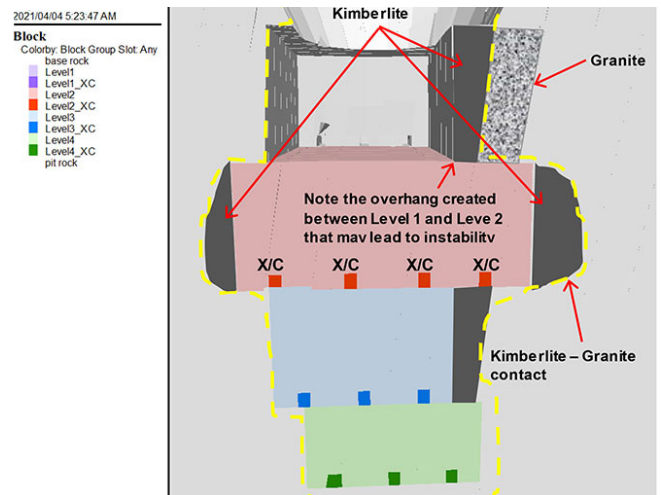 2021/04/04 5:23:47 AM
Block
Colorby: Block Group Slot: Any
base rock
Level1
Level1_XC
Level2
Level2_XC
Level3
Level3_XC
Level4
Level4_XC
pit rock
Kimberlite
Granite
Note the overhang created
between Level 1 and Leve 2
that may lead to instability
X/C
X/C
X/C
X/C
Kimberlite – Granite
contact